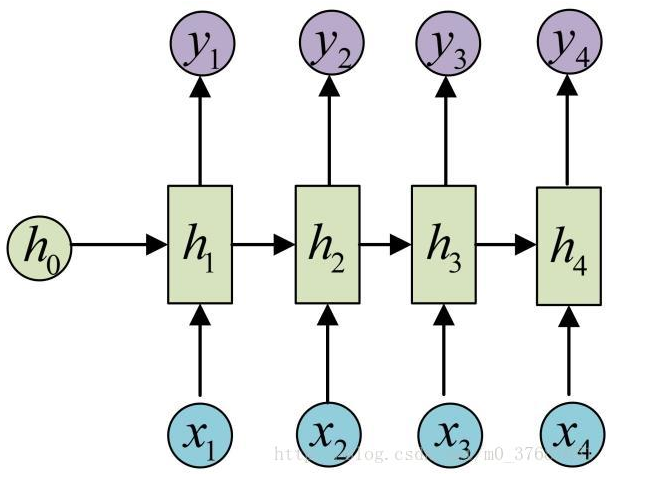 y₁ y₂ y₃ y₄
h₀ h₁ h₂ h₃ h₄
x₁ x₂ x₃ x₄